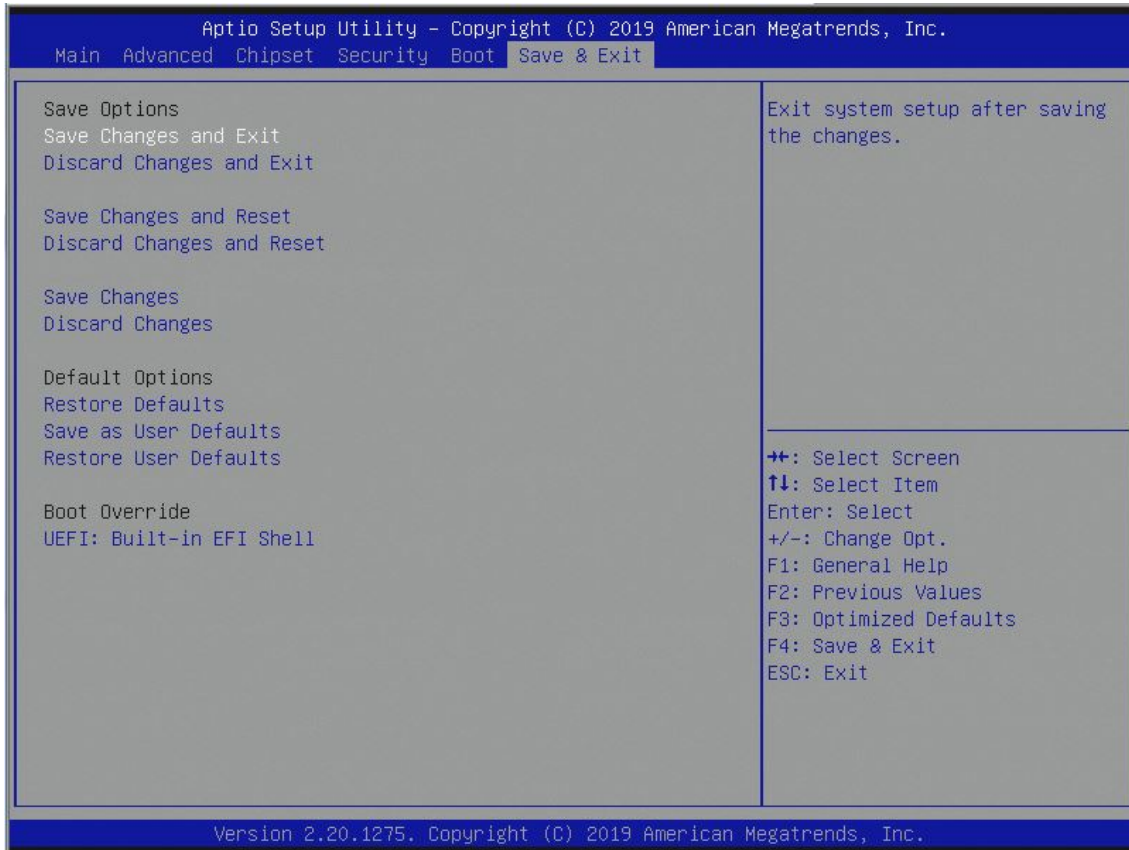 Aptio Setup Utility – Copyright (C) 2019 American Megatrends, Inc.
Main Advanced Chipset Security Boot Save & Exit
Save Options
Save Changes and Exit
Discard Changes and Exit
Save Changes and Reset
Discard Changes and Reset
Save Changes
Discard Changes
Default Options
Restore Defaults
Save as User Defaults
Restore User Defaults
Boot Override
UEFI: Built-in EFI Shell
Exit system setup after saving
the changes.
→←: Select Screen
↑↓: Select Item
Enter: Select
+/-: Change Opt.
F1: General Help
F2: Previous Values
F3: Optimized Defaults
F4: Save & Exit
ESC: Exit
Version 2.20.1275. Copyright (C) 2019 American Megatrends, Inc.